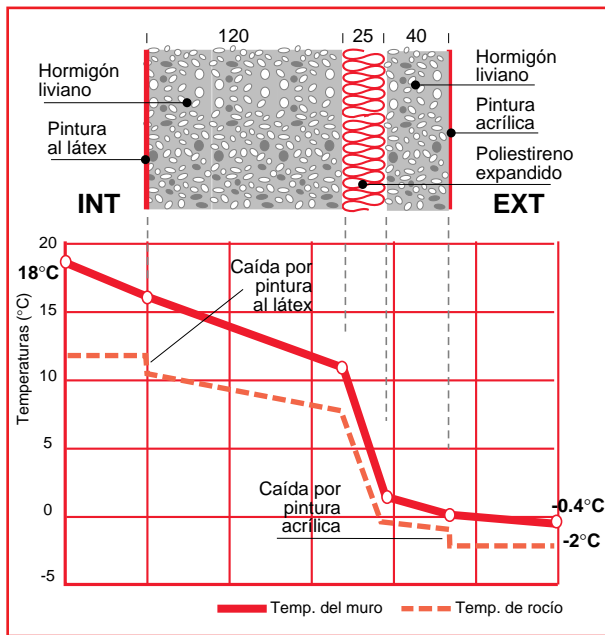 120 25 40
Hormigón
liviano
Pintura
al látex
INT
Hormigón
liviano
Pintura
acrílica
Poliestireno
expandido
EXT
Temperaturas (°C)
20
15
10
5
0
-5
18°C
Caída por
pintura
al látex
Caída por
pintura
acrílica
-0.4°C
-2°C
Temp. del muro Temp. de rocío